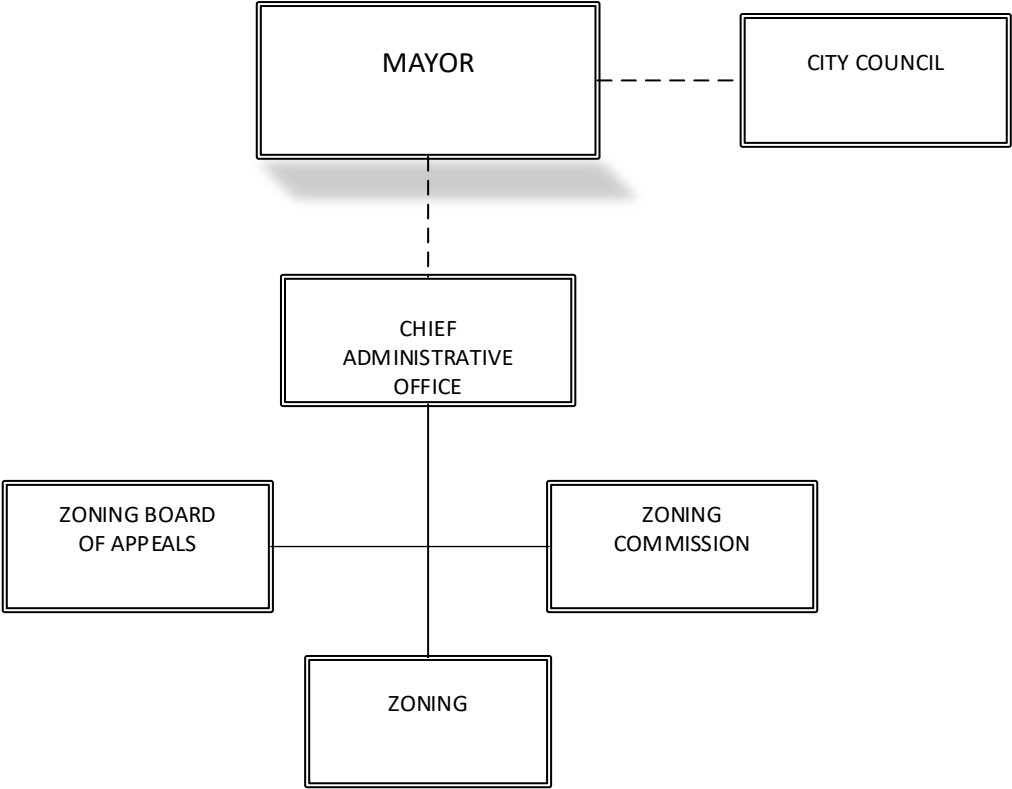 MAYOR
CITY COUNCIL
CHIEF
ADMINISTRATIVE
OFFICE
ZONING BOARD
OF APPEALS
ZONING
COMMISSION
ZONING